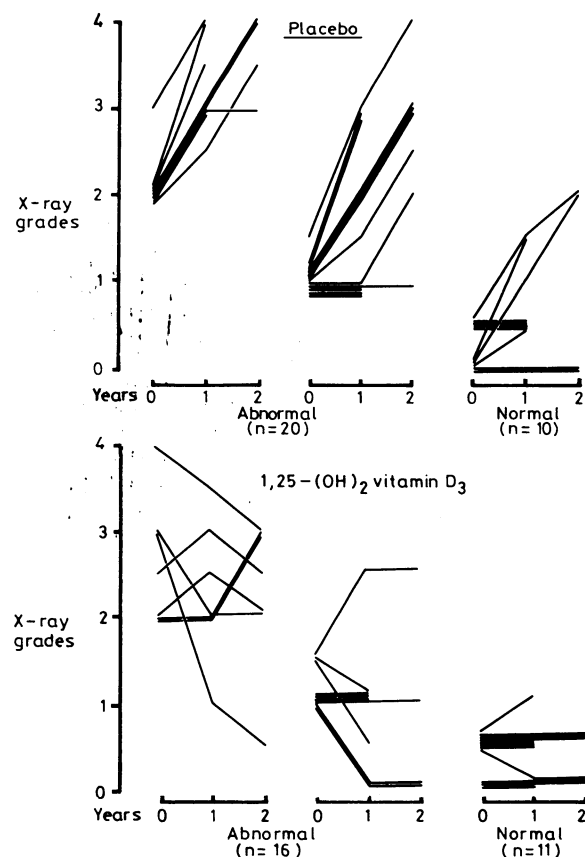 4
Placebo
3
2
X-ray
grades
1
0
Years 0 1 2 0 1 2 0 1 2
Abnormal Normal
(n=20) (n=10)
4
1,25-(OH)2 vitamin D3
3
X-ray
grades
2
1
0
Years 0 1 2 0 1 2 0 1 2
Abnormal Normal
(n=16) (n=11)